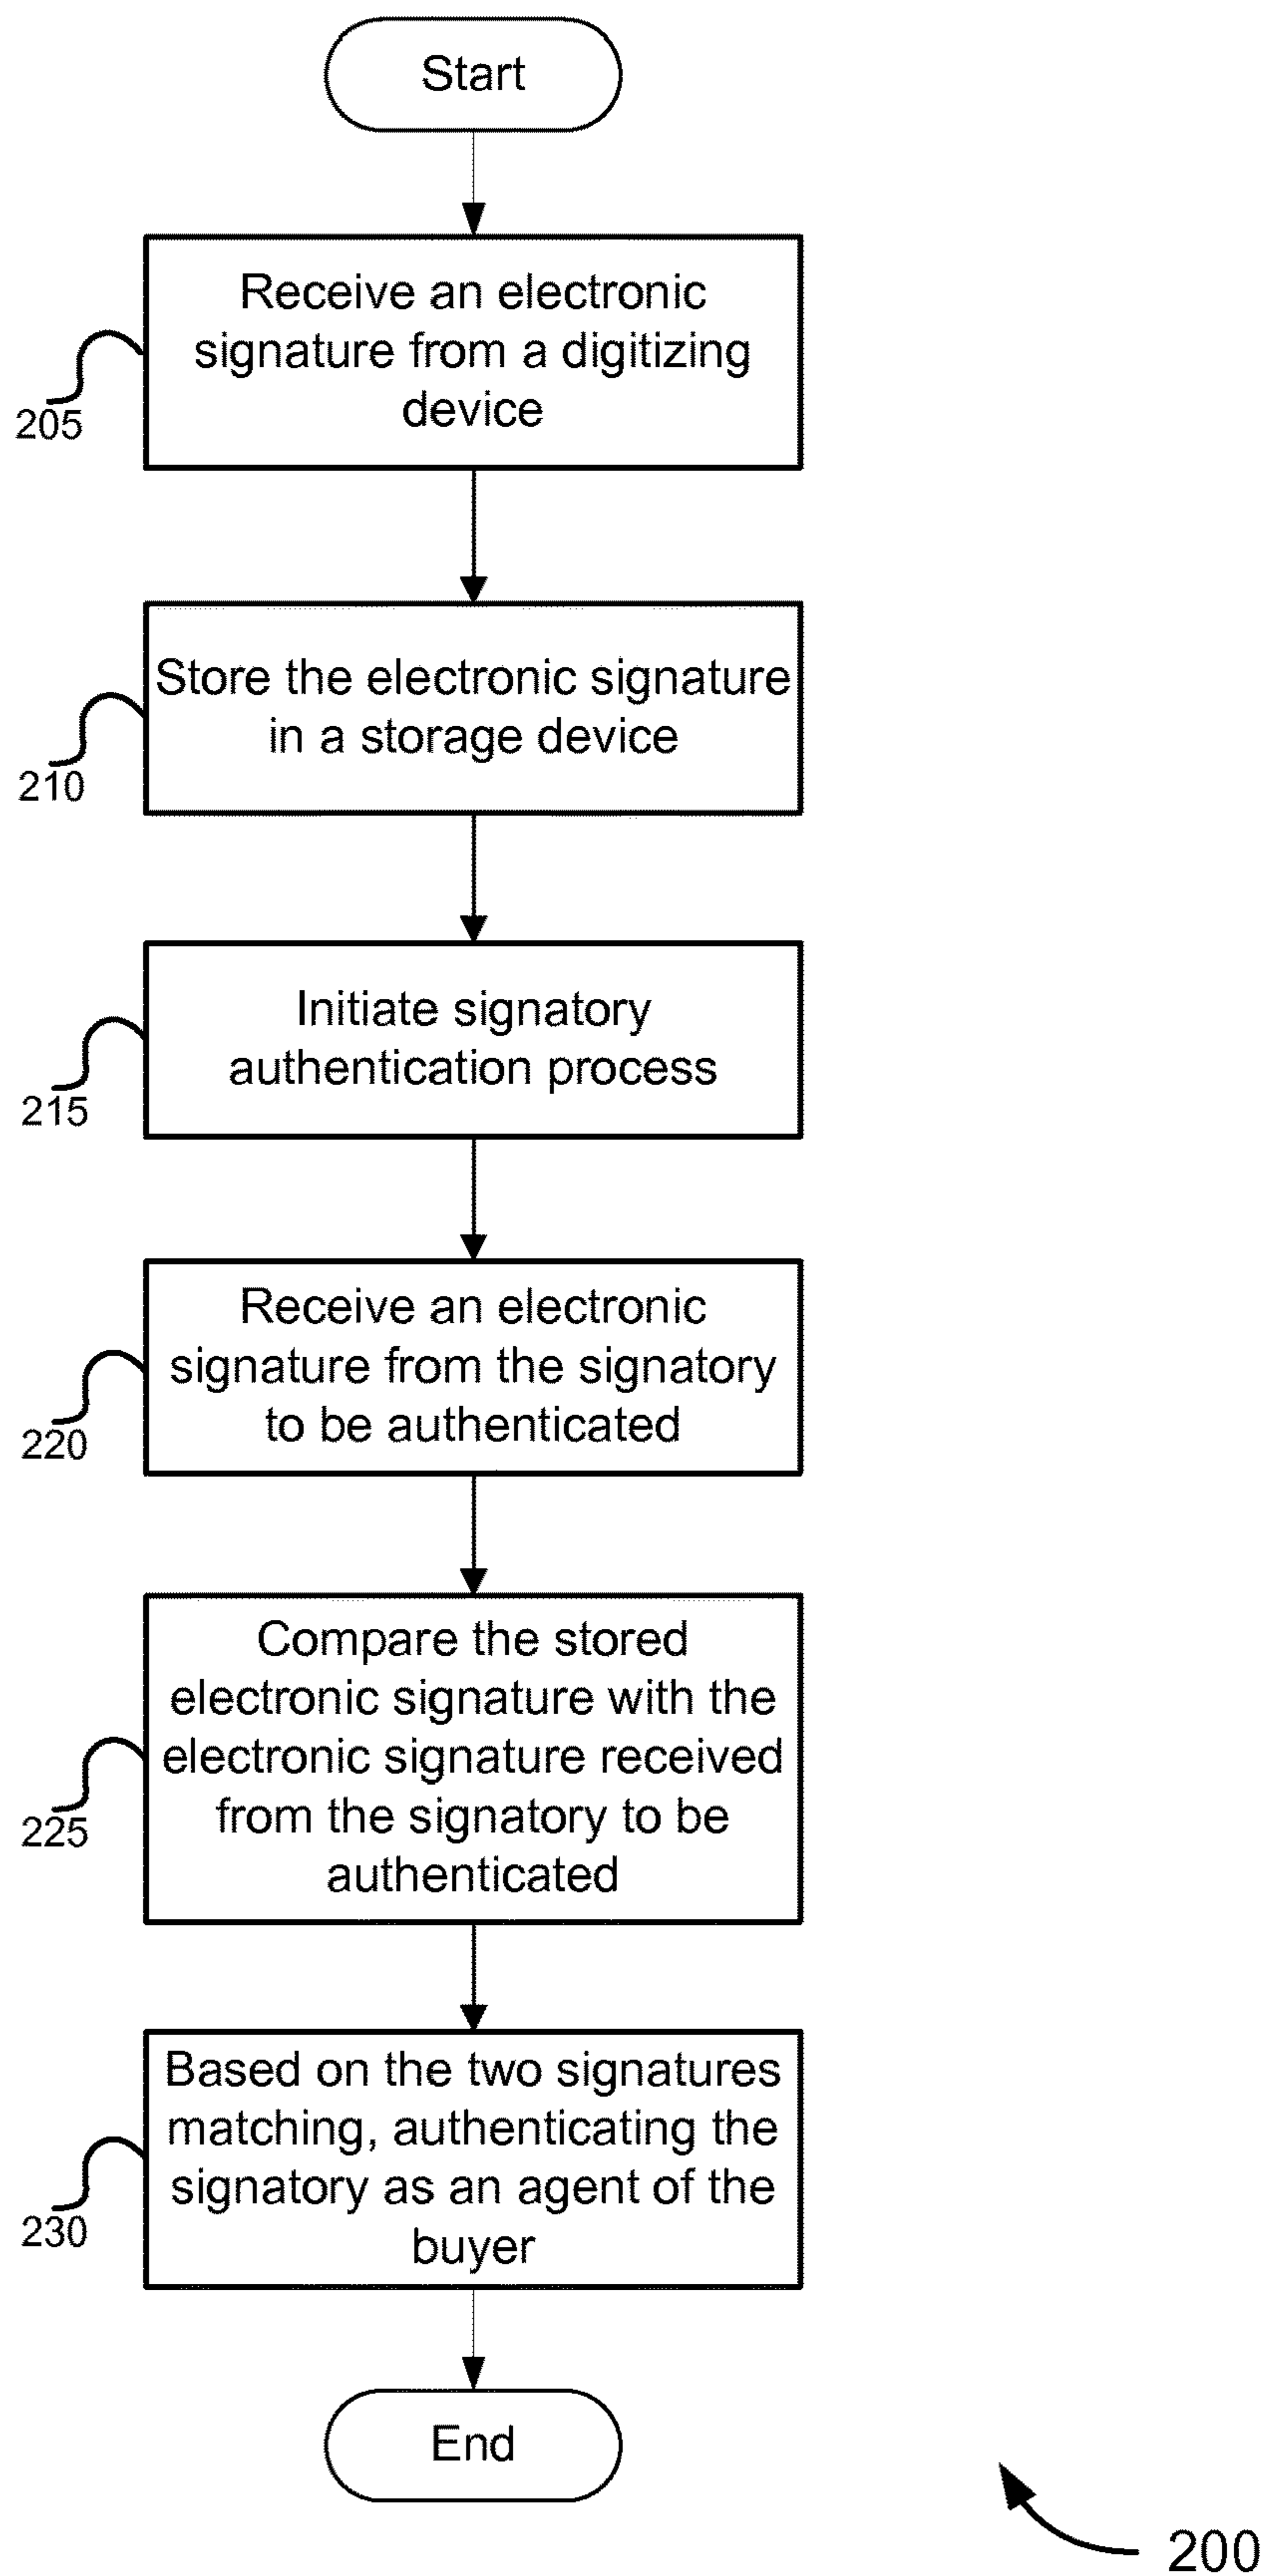 Start
Receive an electronic
signature from a digitizing
device
205
Store the electronic signature
in a storage device
210
Initiate signatory
authentication process
215
Receive an electronic
signature from the signatory
to be authenticated
220
Compare the stored
electronic signature with the
electronic signature received
from the signatory to be
authenticated
225
Based on the two signatures
matching, authenticating the
signatory as an agent of the
buyer
230
End
200